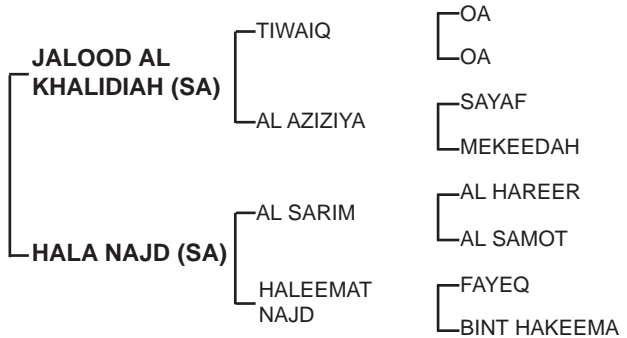 JALOOD AL
KHALIDIAH (SA)
TIWAIQ
OA
OA
AL AZIZIYA
SAYAF
MEKEEDAH
HALA NAJD (SA)
AL SARIM
AL HAREER
AL SAMOT
HALEEMAT
NAJD
FAYEQ
BINT HAKEEMA